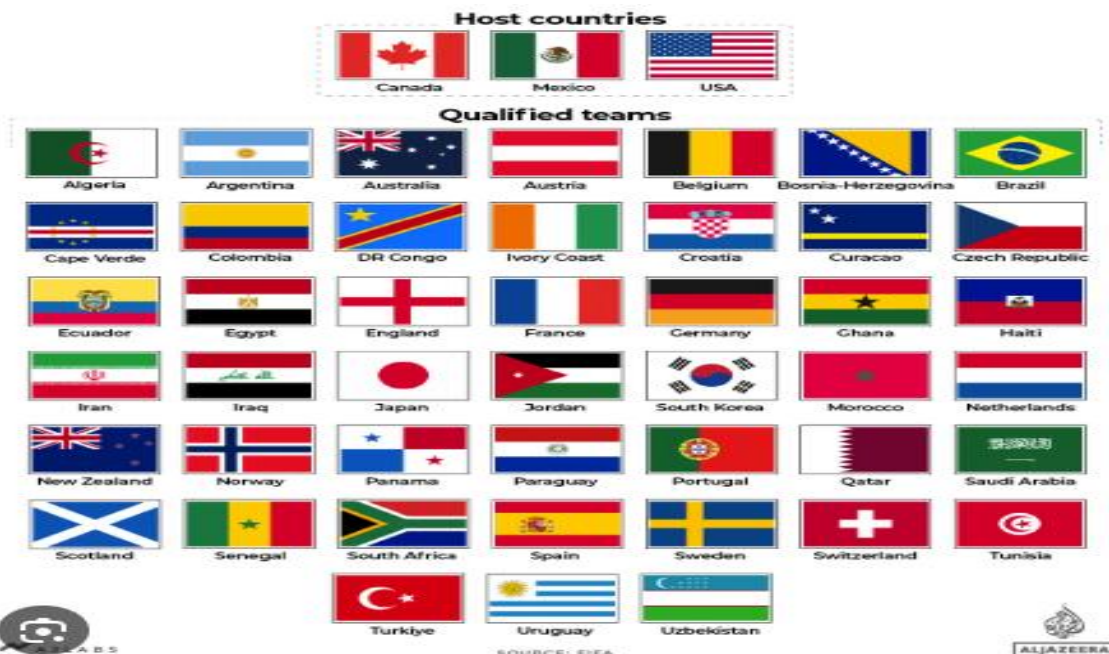 Host countries
Canada Mexico USA
Qualified teams
Algeria Argentina Australia Austria Belgium Bosnia-Herzegovina Brazil
Cape Verde Colombia DR Congo Ivory Coast Croatia Curacao Czech Republic
Ecuador Egypt England France Germany Ghana Haiti
Iran Iraq Japan Jordan South Korea Morocco Netherlands
New Zealand Norway Panama Paraguay Portugal Qatar Saudi Arabia
Scotland Senegal South Africa Spain Sweden Switzerland Tunisia
Turkiye Uruguay Uzbekistan
LABS
SOURCE: FIFA
ALJAZEERA